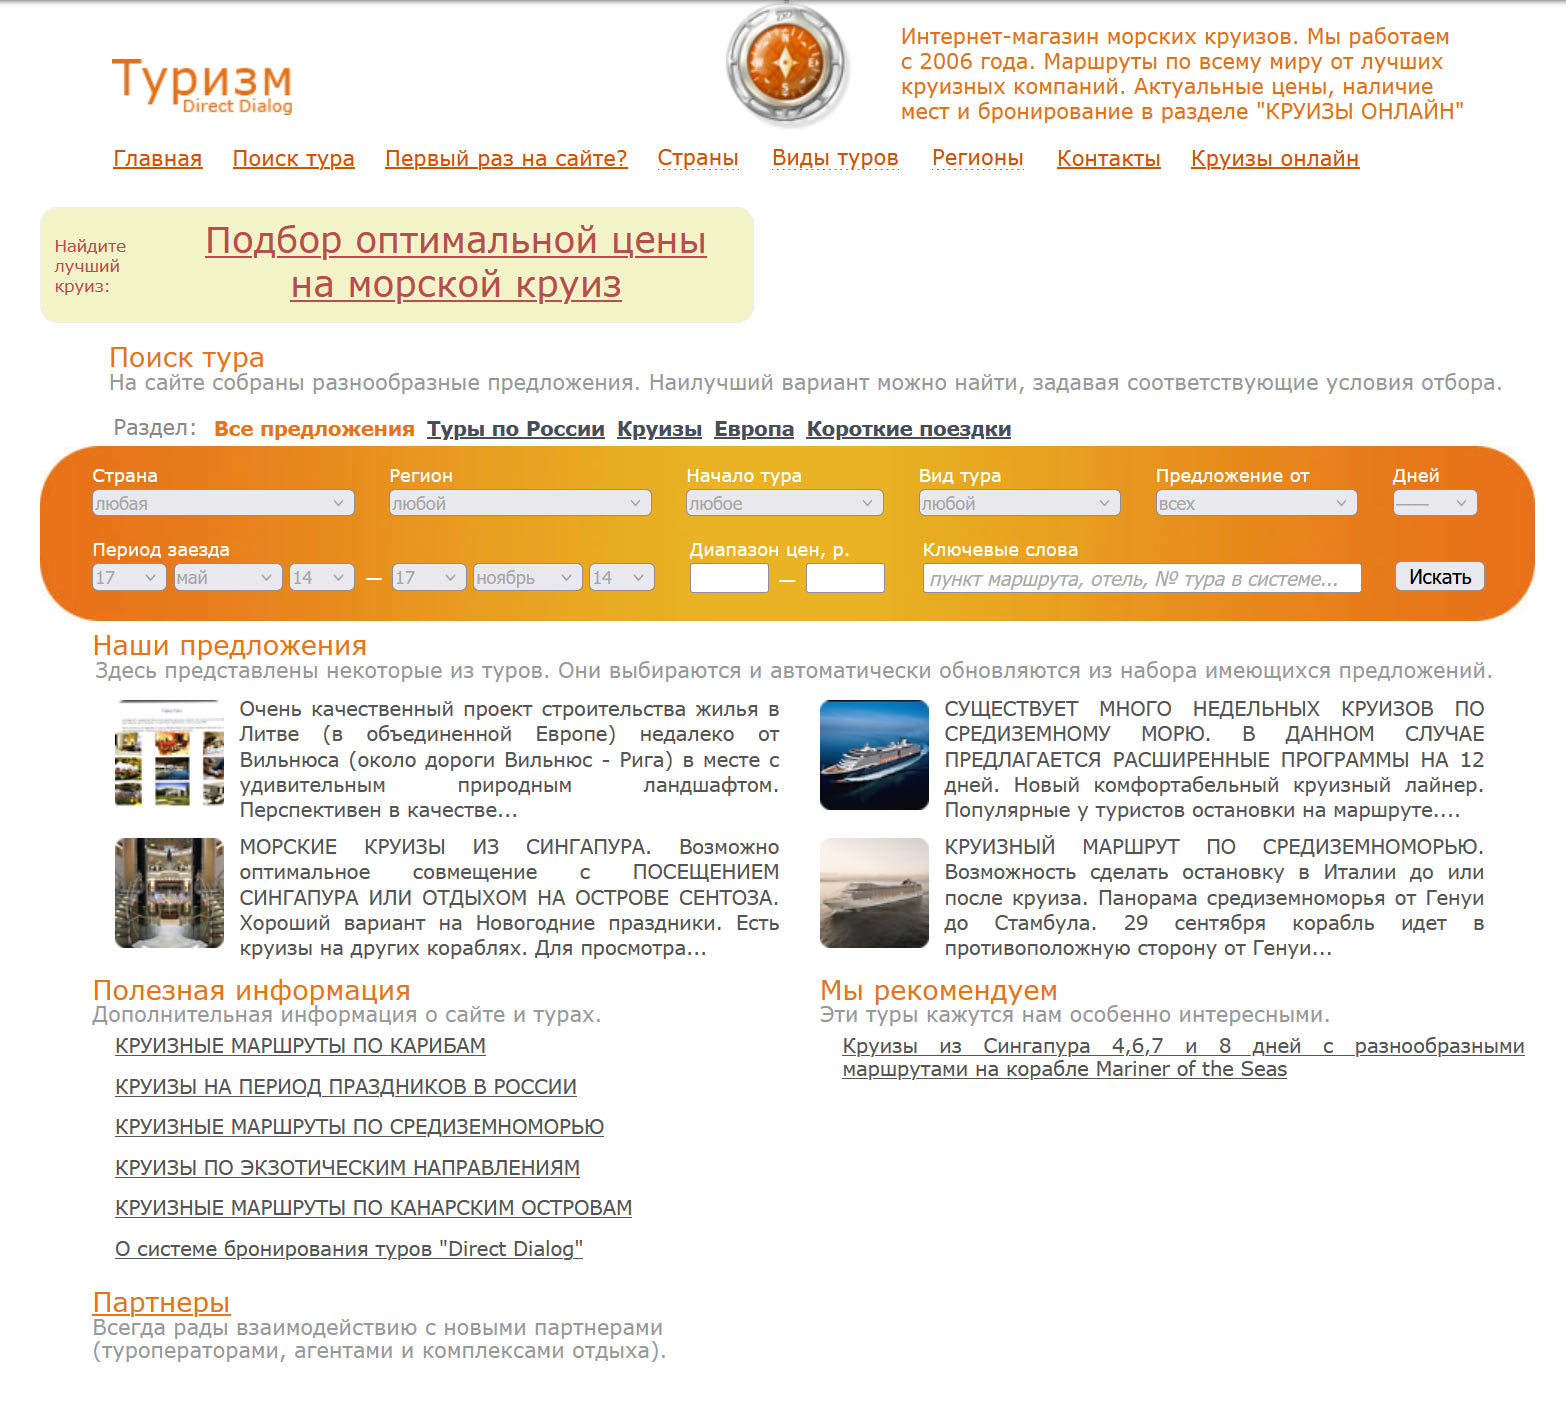 Туризм
Direct Dialog
Интернет-магазин морских круизов. Мы работаем
с 2006 года. Маршруты по всему миру от лучших
круизных компаний. Актуальные цены, наличие
мест и бронирование в разделе "КРУИЗЫ ОНЛАЙН"
Главная Поиск тура Первый раз на сайте? Страны Виды туров Регионы Контакты Круизы онлайн
Найдите
лучший
круиз:
Подбор оптимальной цены
на морской круиз
Поиск тура
На сайте собраны разнообразные предложения. Наилучший вариант можно найти, задавая соответствующие условия отбора.
Раздел: Все предложения Туры по России Круизы Европа Короткие поездки
Страна Регион Начало тура Вид тура Предложение от Дней
любая любой любое любой всех ——
Период заезда Диапазон цен, р. Ключевые слова
17 май 14 — 17 ноябрь 14 — пункт маршрута, отель, № тура в системе... Искать
Наши предложения
Здесь представлены некоторые из туров. Они выбираются и автоматически обновляются из набора имеющихся предложений.
Очень качественный проект строительства жилья в
Литве (в объединенной Европе) недалеко от
Вильнюса (около дороги Вильнюс - Рига) в месте с
удивительным природным ландшафтом.
Перспективен в качестве...
СУЩЕСТВУЕТ МНОГО НЕДЕЛЬНЫХ КРУИЗОВ ПО
СРЕДИЗЕМНОМУ МОРЮ. В ДАННОМ СЛУЧАЕ
ПРЕДЛАГАЕТСЯ РАСШИРЕННЫЕ ПРОГРАММЫ НА 12
дней. Новый комфортабельный круизный лайнер.
Популярные у туристов остановки на маршруте....
МОРСКИЕ КРУИЗЫ ИЗ СИНГАПУРА. Возможно
оптимальное совмещение с ПОСЕЩЕНИЕМ
СИНГАПУРА ИЛИ ОТДЫХОМ НА ОСТРОВЕ СЕНТОЗА.
Хороший вариант на Новогодние праздники. Есть
круизы на других кораблях. Для просмотра...
КРУИЗНЫЙ МАРШРУТ ПО СРЕДИЗЕМНОМОРЬЮ.
Возможность сделать остановку в Италии до или
после круиза. Панорама средиземноморья от Генуи
до Стамбула. 29 сентября корабль идет в
противоположную сторону от Генуи...
Полезная информация
Дополнительная информация о сайте и турах.
КРУИЗНЫЕ МАРШРУТЫ ПО КАРИБАМ
КРУИЗЫ НА ПЕРИОД ПРАЗДНИКОВ В РОССИИ
КРУИЗНЫЕ МАРШРУТЫ ПО СРЕДИЗЕМНОМОРЬЮ
КРУИЗЫ ПО ЭКЗОТИЧЕСКИМ НАПРАВЛЕНИЯМ
КРУИЗНЫЕ МАРШРУТЫ ПО КАНАРСКИМ ОСТРОВАМ
О системе бронирования туров "Direct Dialog"
Мы рекомендуем
Эти туры кажутся нам особенно интересными.
Круизы из Сингапура 4,6,7 и 8 дней с разнообразными
маршрутами на корабле Mariner of the Seas
Партнеры
Всегда рады взаимодействию с новыми партнерами
(туроператорами, агентами и комплексами отдыха).